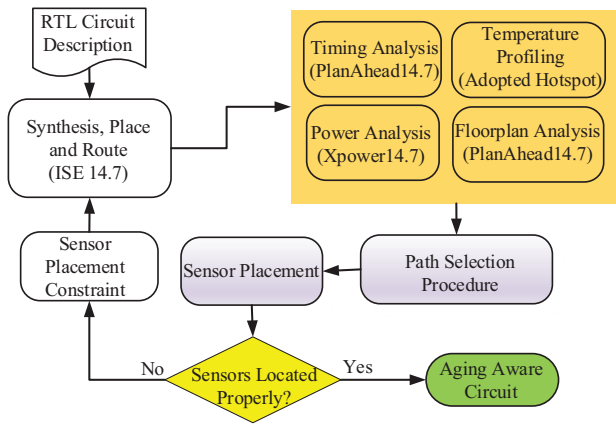 RTL Circuit
Description
Synthesis, Place
and Route
(ISE 14.7)
Timing Analysis
(PlanAhead14.7)
Temperature
Profiling
(Adopted Hotspot)
Power Analysis
(Xpower14.7)
Floorplan Analysis
(PlanAhead14.7)
Sensor
Placement
Constraint
Sensor Placement
Path Selection
Procedure
No
Sensors Located
Properly?
Yes
Aging Aware
Circuit